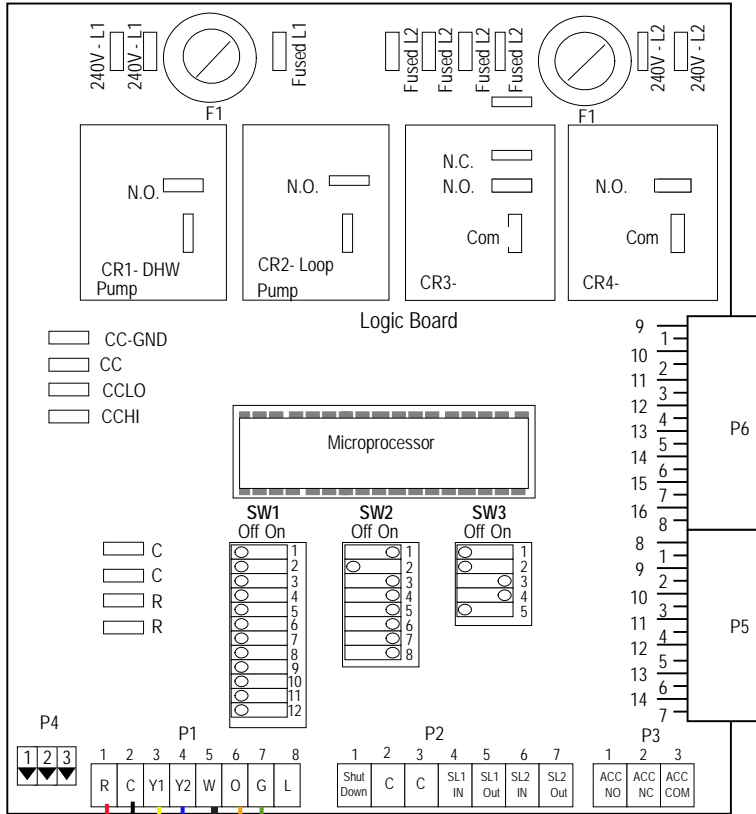 240V - L1
240V - L1
F1
Fused L1
Fused L2
Fused L2
Fused L2
Fused L2
F1
240V - L2
240V - L2
N.O.
CR1- DHW
Pump
N.O.
CR2- Loop
Pump
N.C.
N.O.
Com
CR3-
N.O.
Com
CR4-
Logic Board
CC-GND
CC
CCLO
CCHI
Microprocessor
9
1
10
2
11
3
12
4
13
5
14
6
15
7
16
8
P6
8
1
9
2
10
3
11
4
12
5
13
6
14
7
P5
C
C
R
R
SW1
Off On
1
2
3
4
5
6
7
8
9
10
11
12
SW2
Off On
1
2
3
4
5
6
7
8
SW3
Off On
1
2
3
4
5
P4
1 2 3
P1
1 2 3 4 5 6 7 8
R C Y1 Y2 W O G L
P2
1 2 3 4 5 6 7
Shut C C SL1 SL1 SL2 SL2
Down IN Out IN Out
P3
1 2 3
ACC ACC ACC
NO NC COM